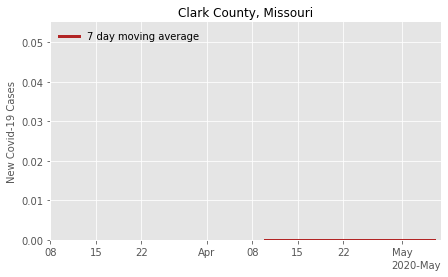 Clark County, Missouri
7 day moving average
New Covid-19 Cases
0.05
0.04
0.03
0.02
0.01
0.00
08 15 22 Apr 08 15 22 May
2020-May